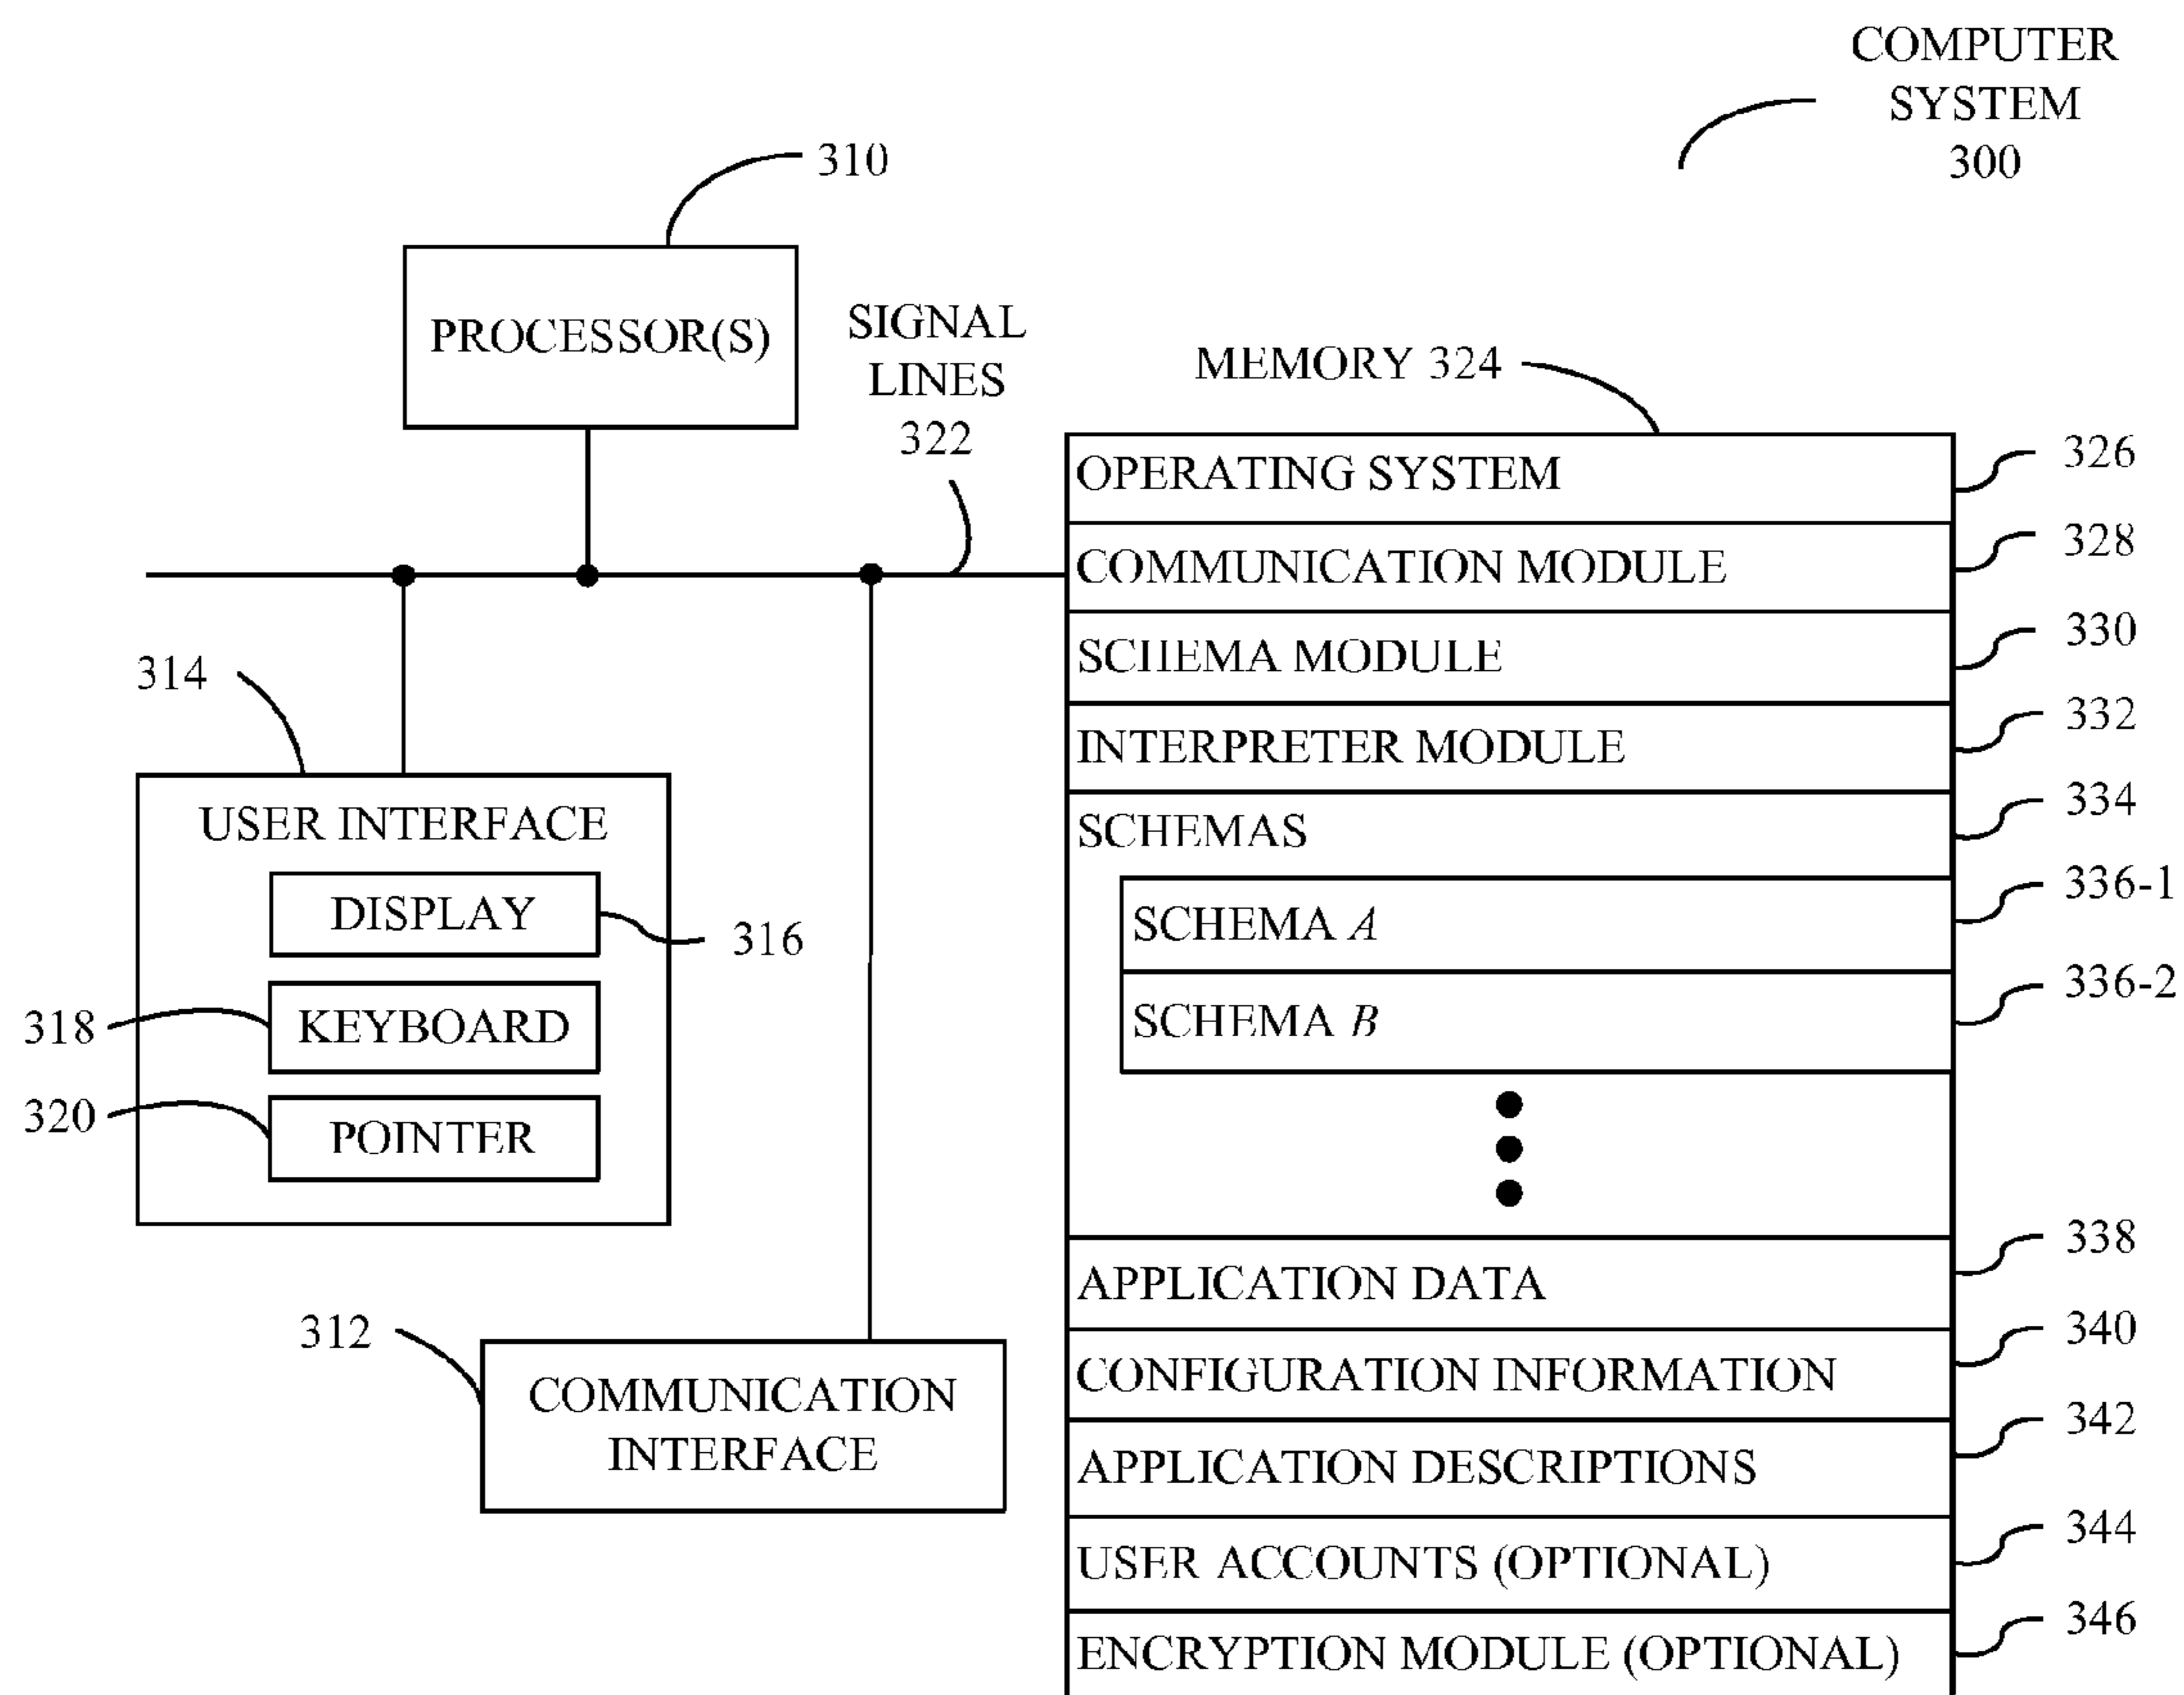 COMPUTER
SYSTEM
300
310
PROCESSOR(S)
SIGNAL
LINES
322
MEMORY 324
OPERATING SYSTEM
326
COMMUNICATION MODULE
328
SCHEMA MODULE
330
INTERPRETER MODULE
332
SCHEMAS
334
SCHEMA A
336-1
SCHEMA B
336-2
APPLICATION DATA
338
CONFIGURATION INFORMATION
340
APPLICATION DESCRIPTIONS
342
USER ACCOUNTS (OPTIONAL)
344
ENCRYPTION MODULE (OPTIONAL)
346
314
USER INTERFACE
DISPLAY
316
318
KEYBOARD
320
POINTER
312
COMMUNICATION
INTERFACE